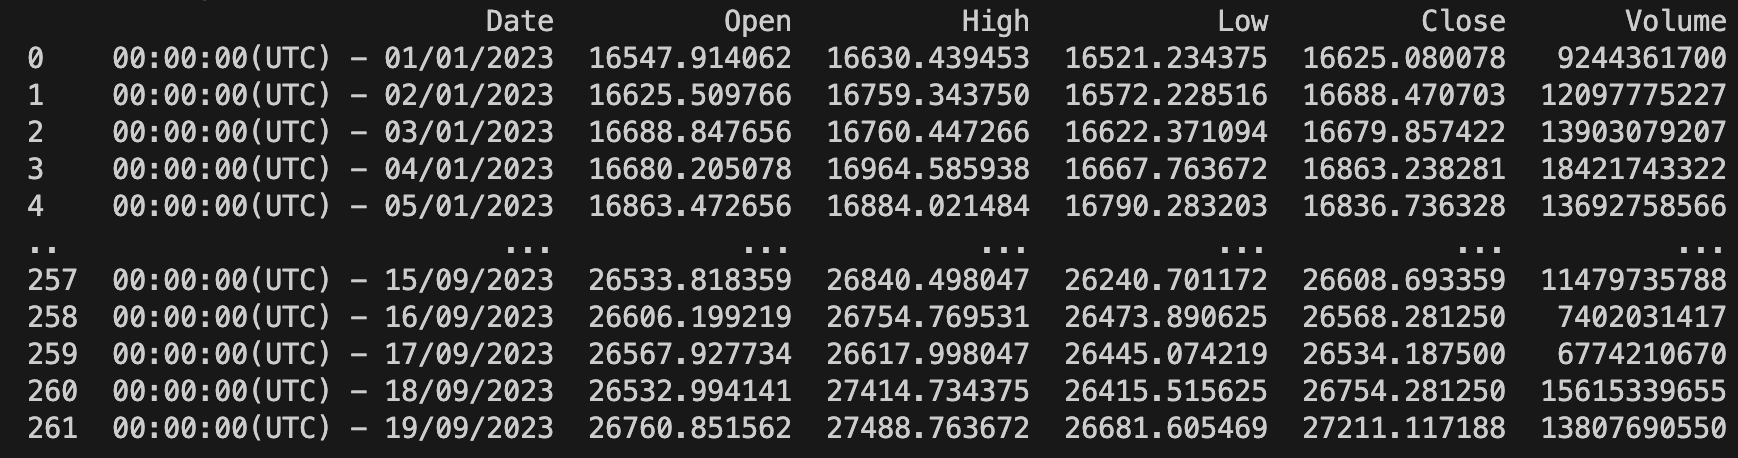 Date Open High Low Close Volume
0 00:00:00(UTC) - 01/01/2023 16547.914062 16630.439453 16521.234375 16625.080078 9244361700
1 00:00:00(UTC) - 02/01/2023 16625.509766 16759.343750 16572.228516 16688.470703 12097775227
2 00:00:00(UTC) - 03/01/2023 16688.847656 16760.447266 16622.371094 16679.857422 13903079207
3 00:00:00(UTC) - 04/01/2023 16680.205078 16964.585938 16667.763672 16863.238281 18421743322
4 00:00:00(UTC) - 05/01/2023 16863.472656 16884.021484 16790.283203 16836.736328 13692758566
.. ... ... ... ... ... ...
257 00:00:00(UTC) - 15/09/2023 26533.818359 26840.498047 26240.701172 26608.693359 11479735788
258 00:00:00(UTC) - 16/09/2023 26606.199219 26754.769531 26473.890625 26568.281250 7402031417
259 00:00:00(UTC) - 17/09/2023 26567.927734 26617.998047 26445.074219 26534.187500 6774210670
260 00:00:00(UTC) - 18/09/2023 26532.994141 27414.734375 26415.515625 26754.281250 15615339655
261 00:00:00(UTC) - 19/09/2023 26760.851562 27488.763672 26681.605469 27211.117188 13807690550